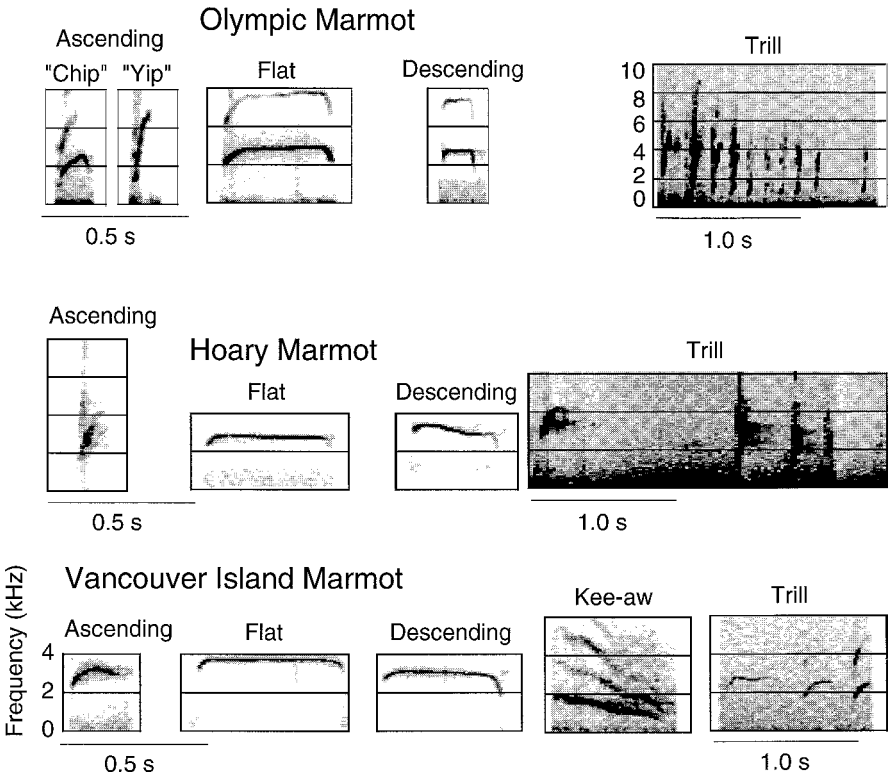 Olympic Marmot
Ascending
"Chip" "Yip"
Flat
Descending
Trill
10
8
6
4
2
0
0.5 s
1.0 s
Ascending
Hoary Marmot
Flat
Descending
Trill
0.5 s
1.0 s
Vancouver Island Marmot
Ascending
Flat
Descending
Kee-aw
Trill
Frequency (kHz)
4
2
0
0.5 s
1.0 s